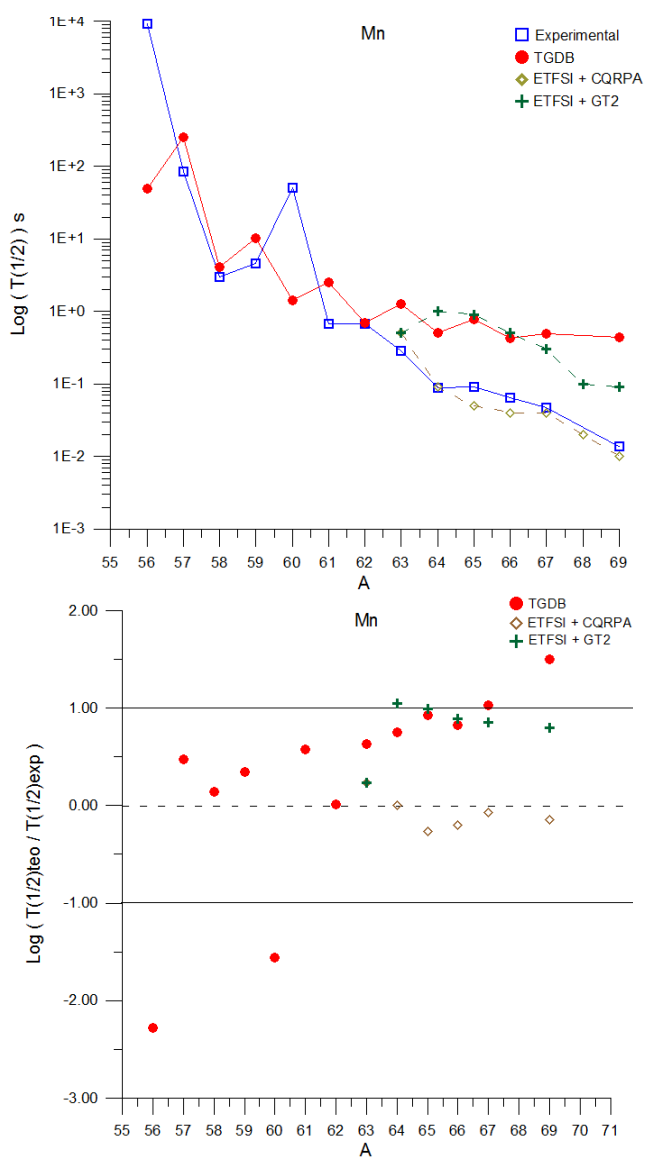 Mn
Experimental
TGDB
ETFSI + CQRPA
ETFSI + GT2
1E+4
1E+3
1E+2
1E+1
1E+0
1E-1
1E-2
1E-3
Log ( T(1/2) ) s
55 56 57 58 59 60 61 62 63 64 65 66 67 68 69
A
Mn
TGDB
ETFSI + CQRPA
ETFSI + GT2
2.00
1.00
0.00
-1.00
-2.00
-3.00
Log ( T(1/2)teo / T(1/2)exp )
55 56 57 58 59 60 61 62 63 64 65 66 67 68 69 70 71
A